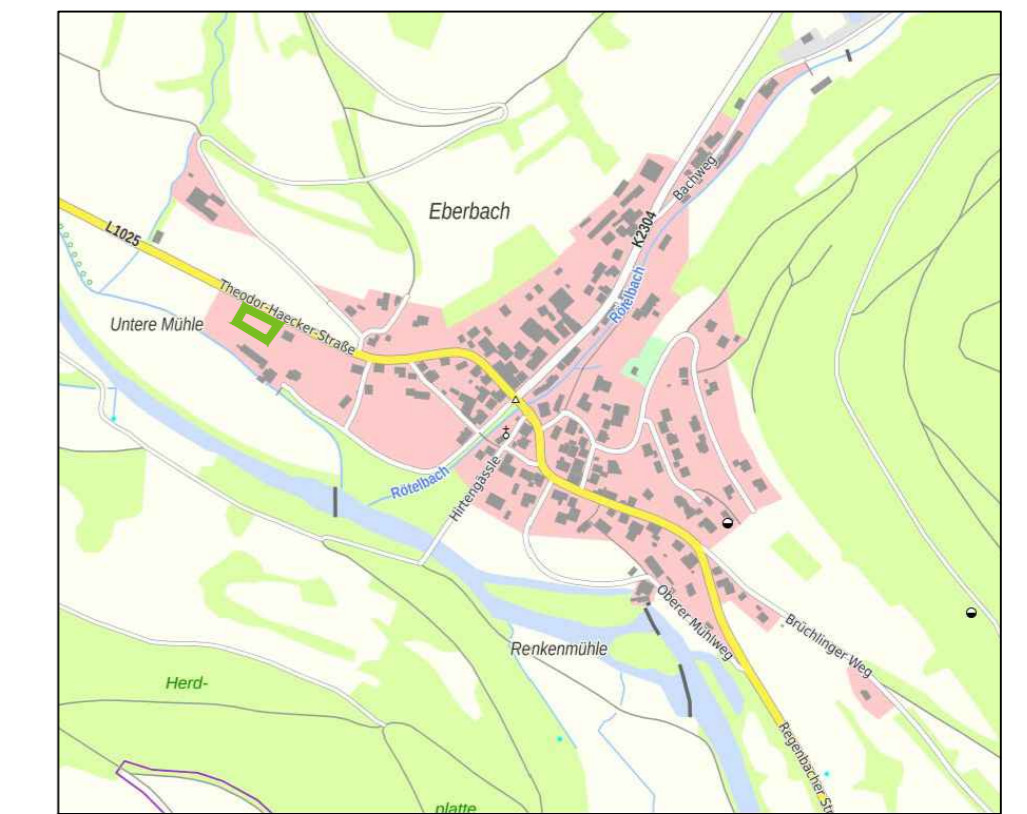 Eberbach
Bachweg
K2304
L1025
Rötelbach
Theodor-Haecker-Straße
Untere Mühle
Rötelbach
Hirtengässle
Oberer Mühlweg
Brüchlinger Weg
Renkenmühle
Herd-
Regenbacher Str
platte